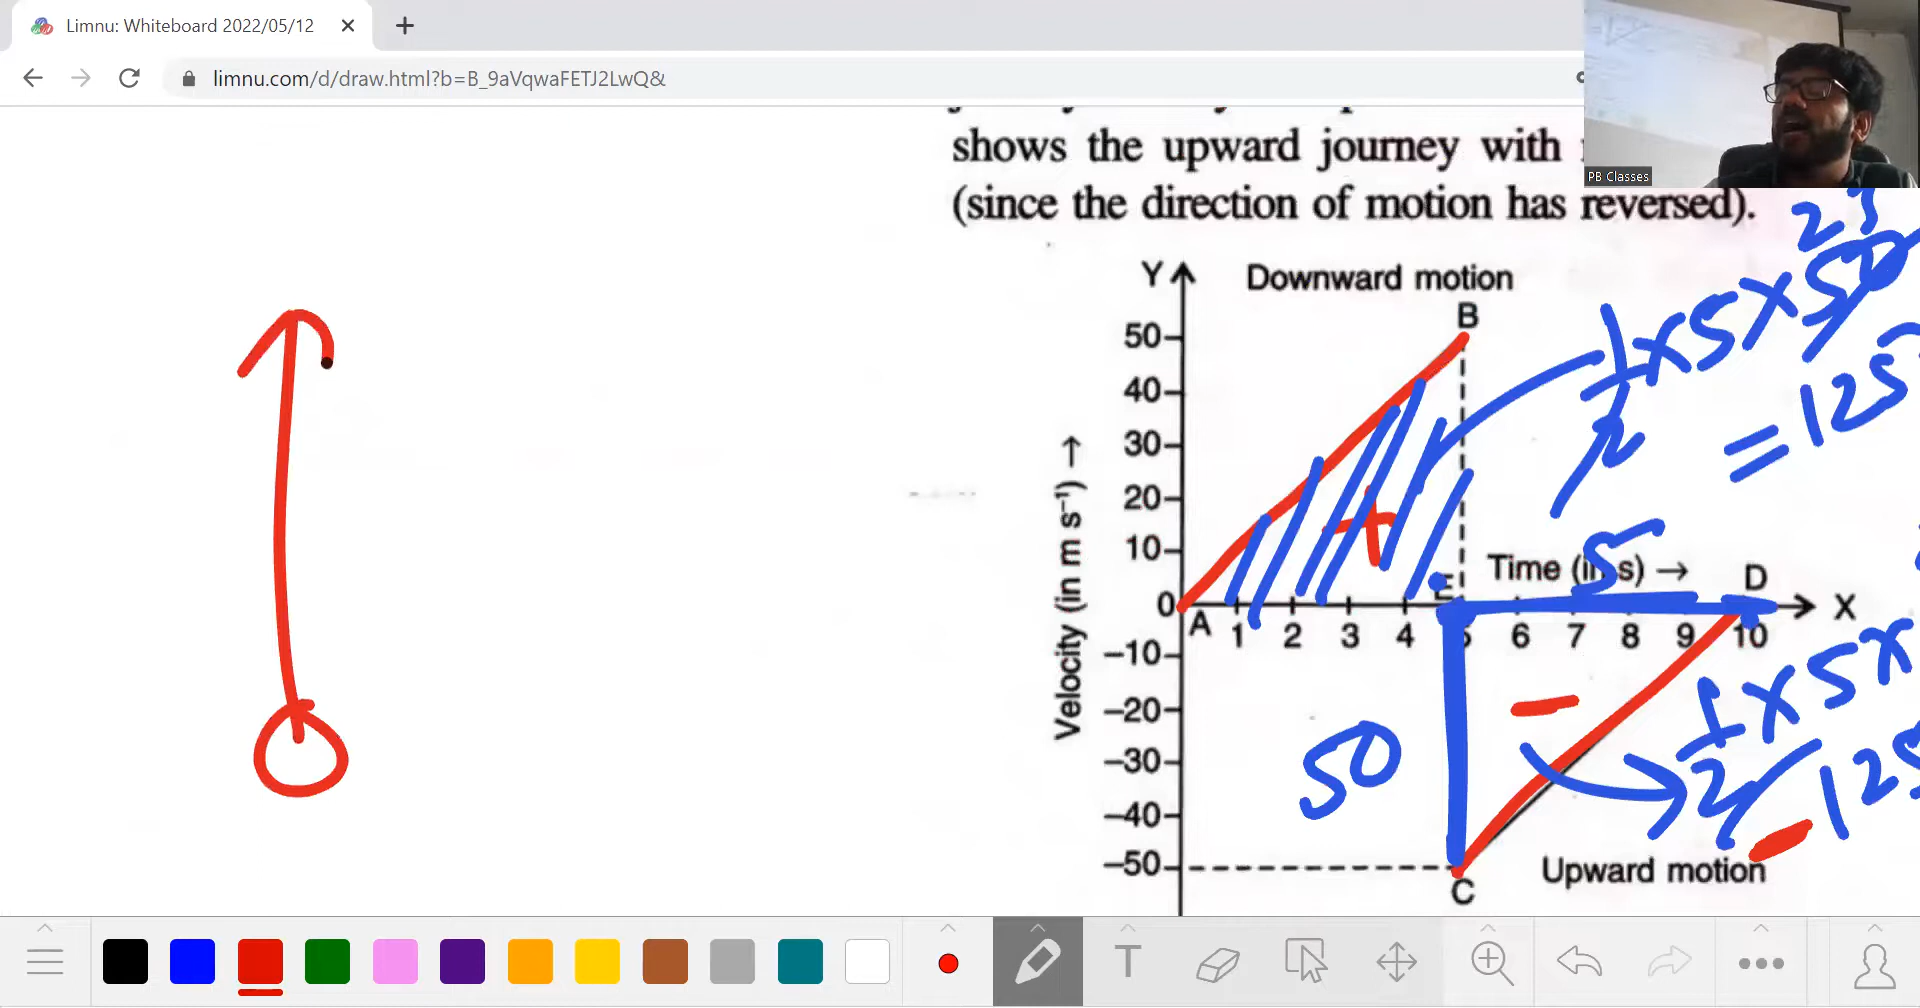 Limnu: Whiteboard 2022/05/12
limnu.com/d/draw.html?b=B_9aVqwaFETJ2LwQ&
shows the upward journey with
PB Classes
(since the direction of motion has reversed).
Y Downward motion
B
50
40
30
20
10
0
Velocity (in m s⁻¹) →
Time (in s) →
D
X
A 1 2 3 4 5 6 7 8 9 10
E
-10
-20
-30
-40
-50
C
Upward motion
1/2 × 5 × 50
25
= 125
5
50
1/2 × 5 ×
- 125
+
−
T